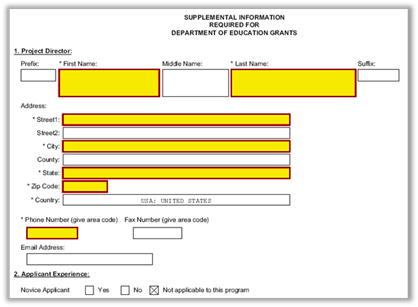 SUPPLEMENTAL INFORMATION
REQUIRED FOR
DEPARTMENT OF EDUCATION GRANTS
1. Project Director:
Prefix: * First Name: Middle Name: * Last Name: Suffix:
Address:
* Street1:
Street2:
* City:
County:
* State:
* Zip Code:
* Country: USA: UNITED STATES
* Phone Number (give area code) Fax Number (give area code)
Email Address:
2. Applicant Experience:
Novice Applicant Yes No Not applicable to this program